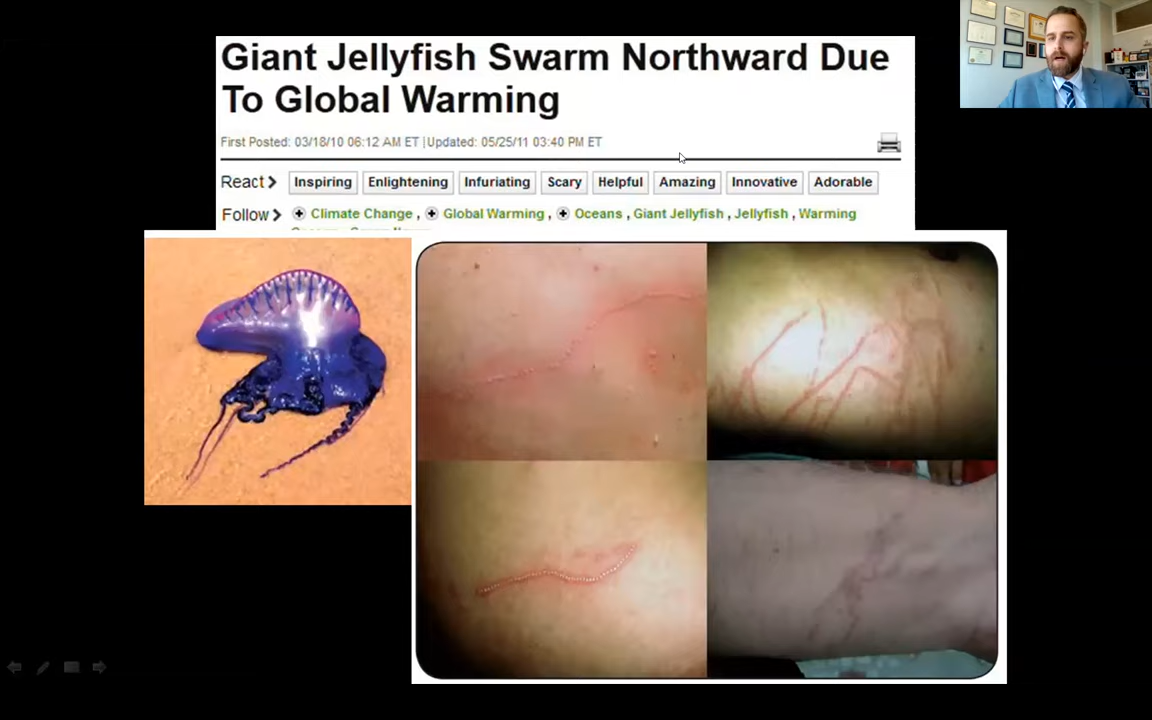 Giant Jellyfish Swarm Northward Due
To Global Warming
First Posted: 03/18/10 06:12 AM ET | Updated: 05/25/11 03:40 PM ET
React Inspiring Enlightening Infuriating Scary Helpful Amazing Innovative Adorable
Follow Climate Change , Global Warming , Oceans , Giant Jellyfish , Jellyfish , Warming